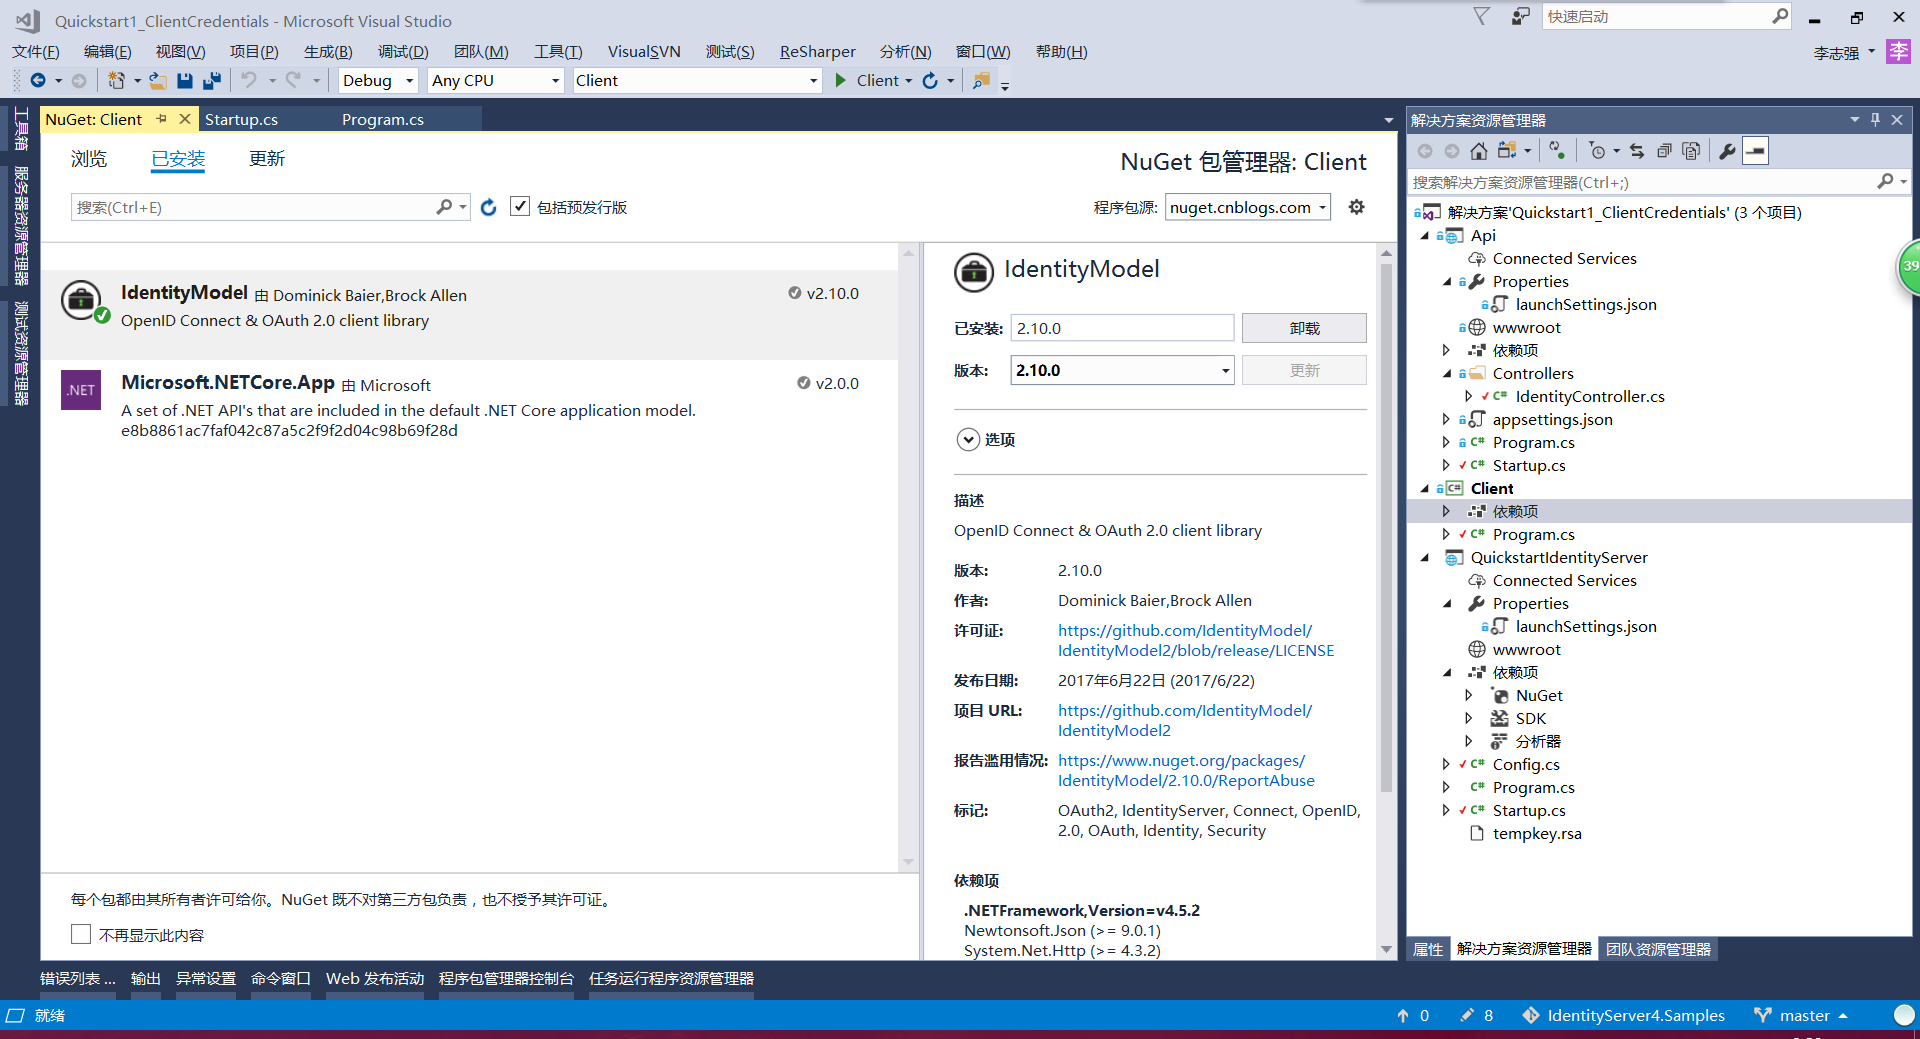 Quickstart1_ClientCredentials - Microsoft Visual Studio
快速启动
文件(F) 编辑(E) 视图(V) 项目(P) 生成(B) 调试(D) 团队(M) 工具(T) VisualSVN 测试(S) ReSharper 分析(N) 窗口(W) 帮助(H)
李志强 李
Debug Any CPU Client Client
工具箱
服务器资源管理器
测试资源管理器
NuGet: Client Startup.cs Program.cs
浏览 已安装 更新
NuGet 包管理器: Client
搜索(Ctrl+E)
包括预发行版
程序包源: nuget.cnblogs.com
IdentityModel 由 Dominick Baier,Brock Allen v2.10.0
OpenID Connect & OAuth 2.0 client library
.NET
Microsoft.NETCore.App 由 Microsoft v2.0.0
A set of .NET API's that are included in the default .NET Core application model.
e8b8861ac7faf042c87a5c2f9f2d04c98b69f28d
每个包都由其所有者许可给你。NuGet 既不对第三方包负责，也不授予其许可证。
不再显示此内容
IdentityModel
已安装: 2.10.0 卸载
版本: 2.10.0 更新
选项
描述
OpenID Connect & OAuth 2.0 client library
版本: 2.10.0
作者: Dominick Baier,Brock Allen
许可证: https://github.com/IdentityModel/
IdentityModel2/blob/release/LICENSE
发布日期: 2017年6月22日 (2017/6/22)
项目 URL: https://github.com/IdentityModel/
IdentityModel2
报告滥用情况: https://www.nuget.org/packages/
IdentityModel/2.10.0/ReportAbuse
标记: OAuth2, IdentityServer, Connect, OpenID,
2.0, OAuth, Identity, Security
依赖项
.NETFramework,Version=v4.5.2
Newtonsoft.Json (>= 9.0.1)
System.Net.Http (>= 4.3.2)
解决方案资源管理器
搜索解决方案资源管理器(Ctrl+;)
解决方案'Quickstart1_ClientCredentials' (3 个项目)
Api
Connected Services
Properties
launchSettings.json
wwwroot
依赖项
Controllers
C# IdentityController.cs
appsettings.json
C# Program.cs
C# Startup.cs
C# Client
依赖项
C# Program.cs
QuickstartIdentityServer
Connected Services
Properties
launchSettings.json
wwwroot
依赖项
NuGet
SDK
分析器
C# Config.cs
C# Program.cs
C# Startup.cs
tempkey.rsa
39
属性 解决方案资源管理器 团队资源管理器
错误列表 ... 输出 异常设置 命令窗口 Web 发布活动 程序包管理器控制台 任务运行程序资源管理器
就绪 0 8 IdentityServer4.Samples master